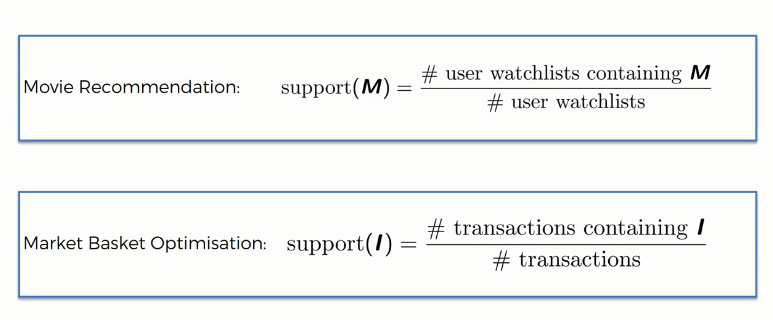 Movie Recommendation: support(M) = # user watchlists containing M / # user watchlists
Market Basket Optimisation: support(I) = # transactions containing I / # transactions